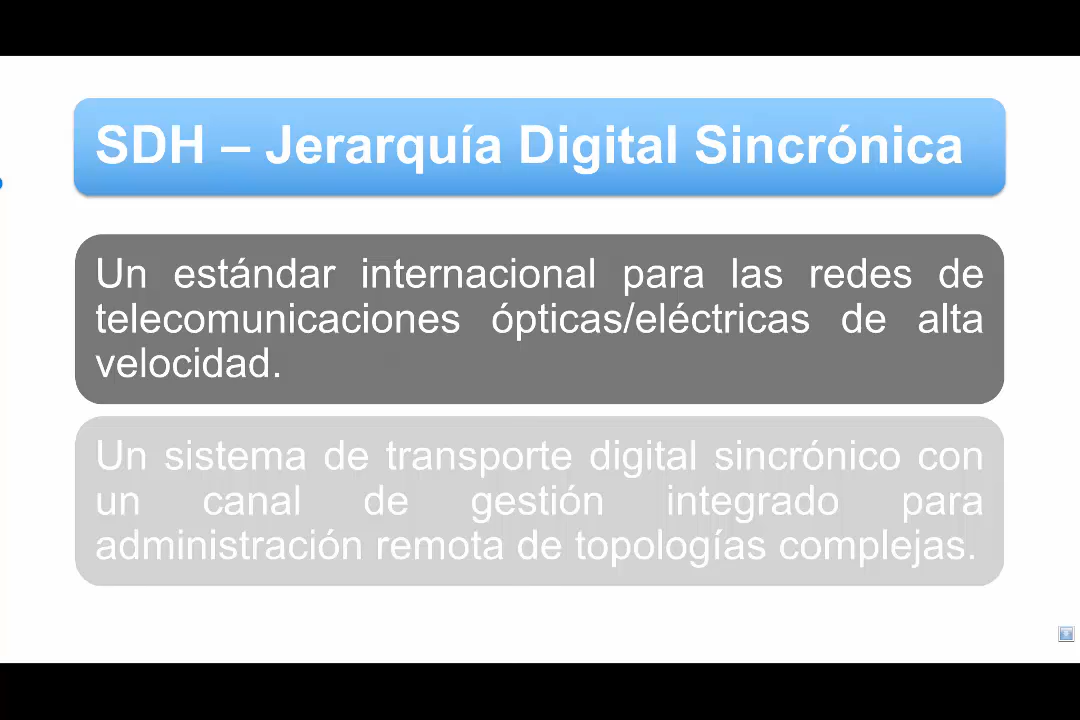 SDH – Jerarquía Digital Sincrónica
Un estándar internacional para las redes de
telecomunicaciones ópticas/eléctricas de alta
velocidad.
Un sistema de transporte digital sincrónico con
un canal de gestión integrado para
administración remota de topologías complejas.